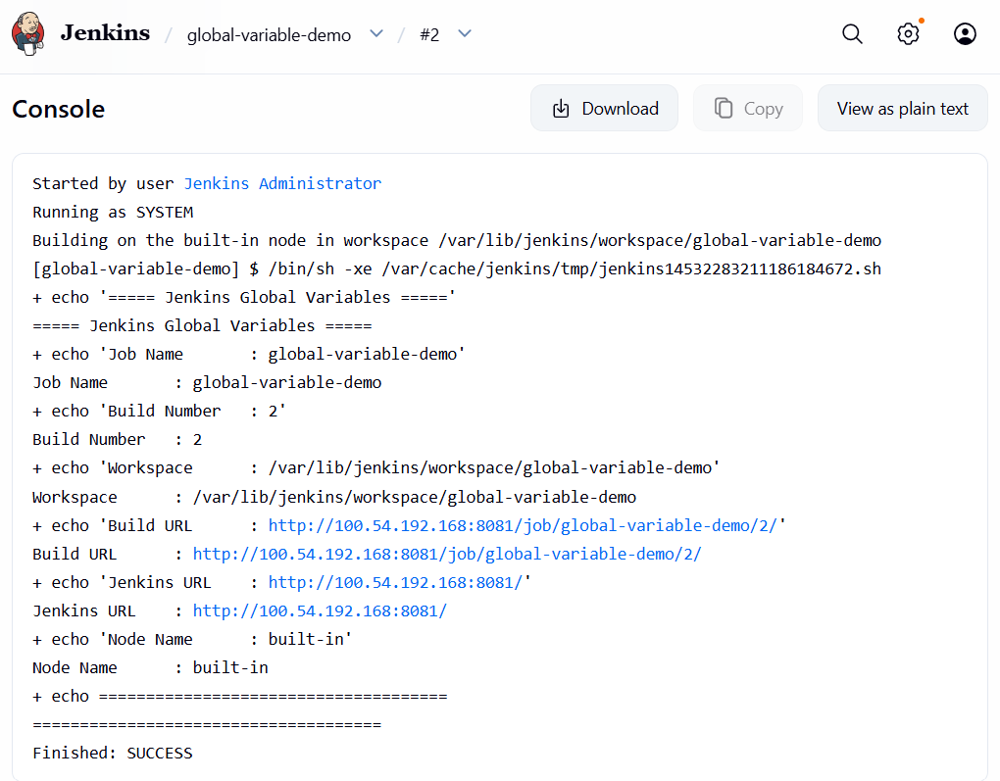 Jenkins / global-variable-demo / #2
Console
Download
Copy
View as plain text
Started by user Jenkins Administrator
Running as SYSTEM
Building on the built-in node in workspace /var/lib/jenkins/workspace/global-variable-demo
[global-variable-demo] $ /bin/sh -xe /var/cache/jenkins/tmp/jenkins14532283211186184672.sh
+ echo '===== Jenkins Global Variables ====='
===== Jenkins Global Variables =====
+ echo 'Job Name       : global-variable-demo'
Job Name       : global-variable-demo
+ echo 'Build Number   : 2'
Build Number   : 2
+ echo 'Workspace      : /var/lib/jenkins/workspace/global-variable-demo'
Workspace      : /var/lib/jenkins/workspace/global-variable-demo
+ echo 'Build URL      : http://100.54.192.168:8081/job/global-variable-demo/2/'
Build URL      : http://100.54.192.168:8081/job/global-variable-demo/2/
+ echo 'Jenkins URL    : http://100.54.192.168:8081/'
Jenkins URL    : http://100.54.192.168:8081/
+ echo 'Node Name      : built-in'
Node Name      : built-in
+ echo =====================================
=====================================
Finished: SUCCESS